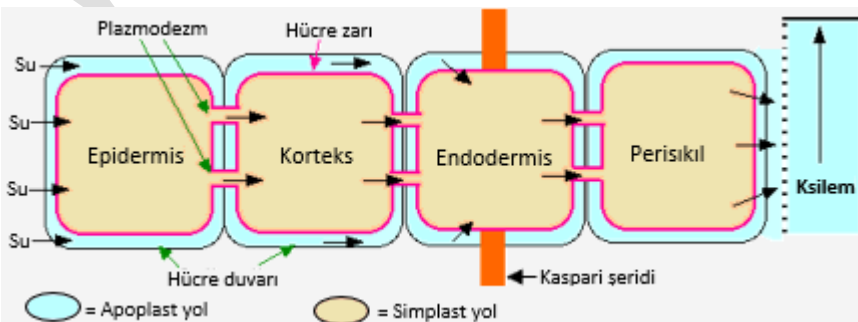 Plazmodezm
Hücre zarı
Su
Su
Su
Su
Epidermis
Korteks
Endodermis
Perisıkıl
Ksilem
Hücre duvarı
Kaspari şeridi
= Apoplast yol
= Simplast yol